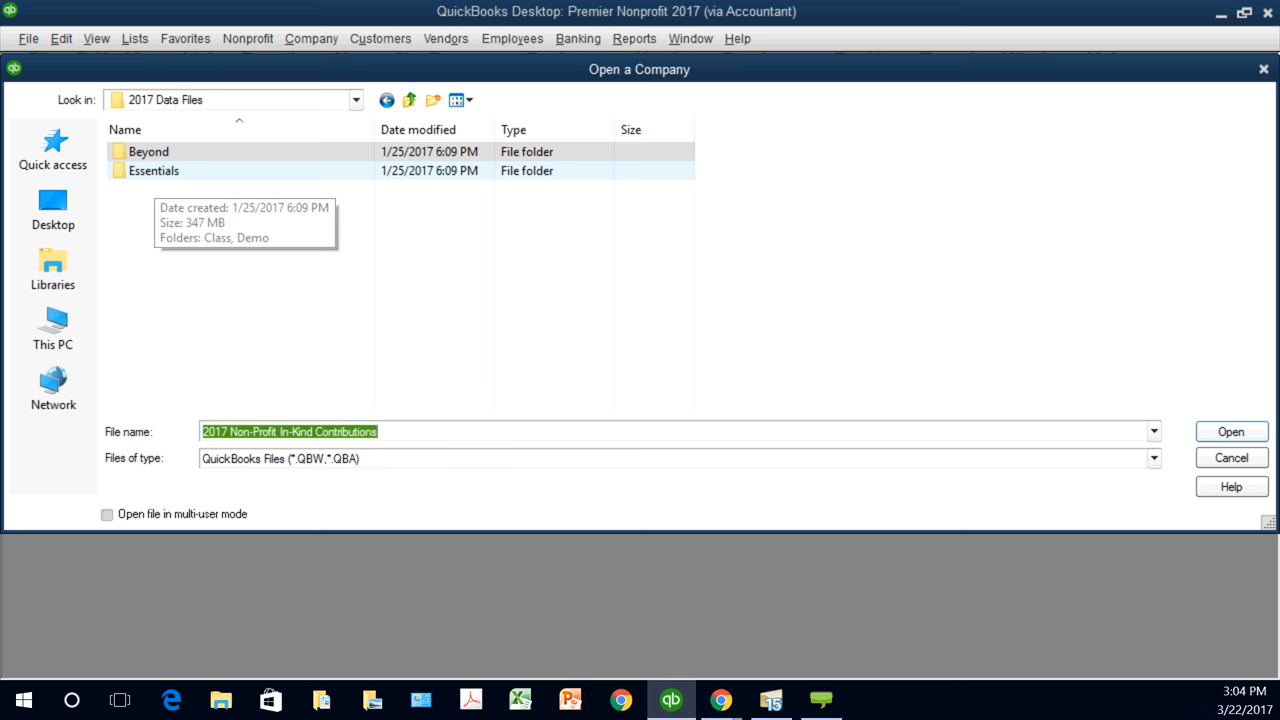 QuickBooks Desktop: Premier Nonprofit 2017 (via Accountant)
File Edit View Lists Favorites Nonprofit Company Customers Vendors Employees Banking Reports Window Help
Open a Company
Look in: 2017 Data Files
Name Date modified Type Size
Beyond 1/25/2017 6:09 PM File folder
Essentials 1/25/2017 6:09 PM File folder
Date created: 1/25/2017 6:09 PM
Size: 347 MB
Folders: Class, Demo
Quick access
Desktop
Libraries
This PC
Network
File name: 2017 Non-Profit In-Kind Contributions Open
Files of type: QuickBooks Files (*.QBW,*.QBA) Cancel
Help
Open file in multi-user mode
3:04 PM
3/22/2017